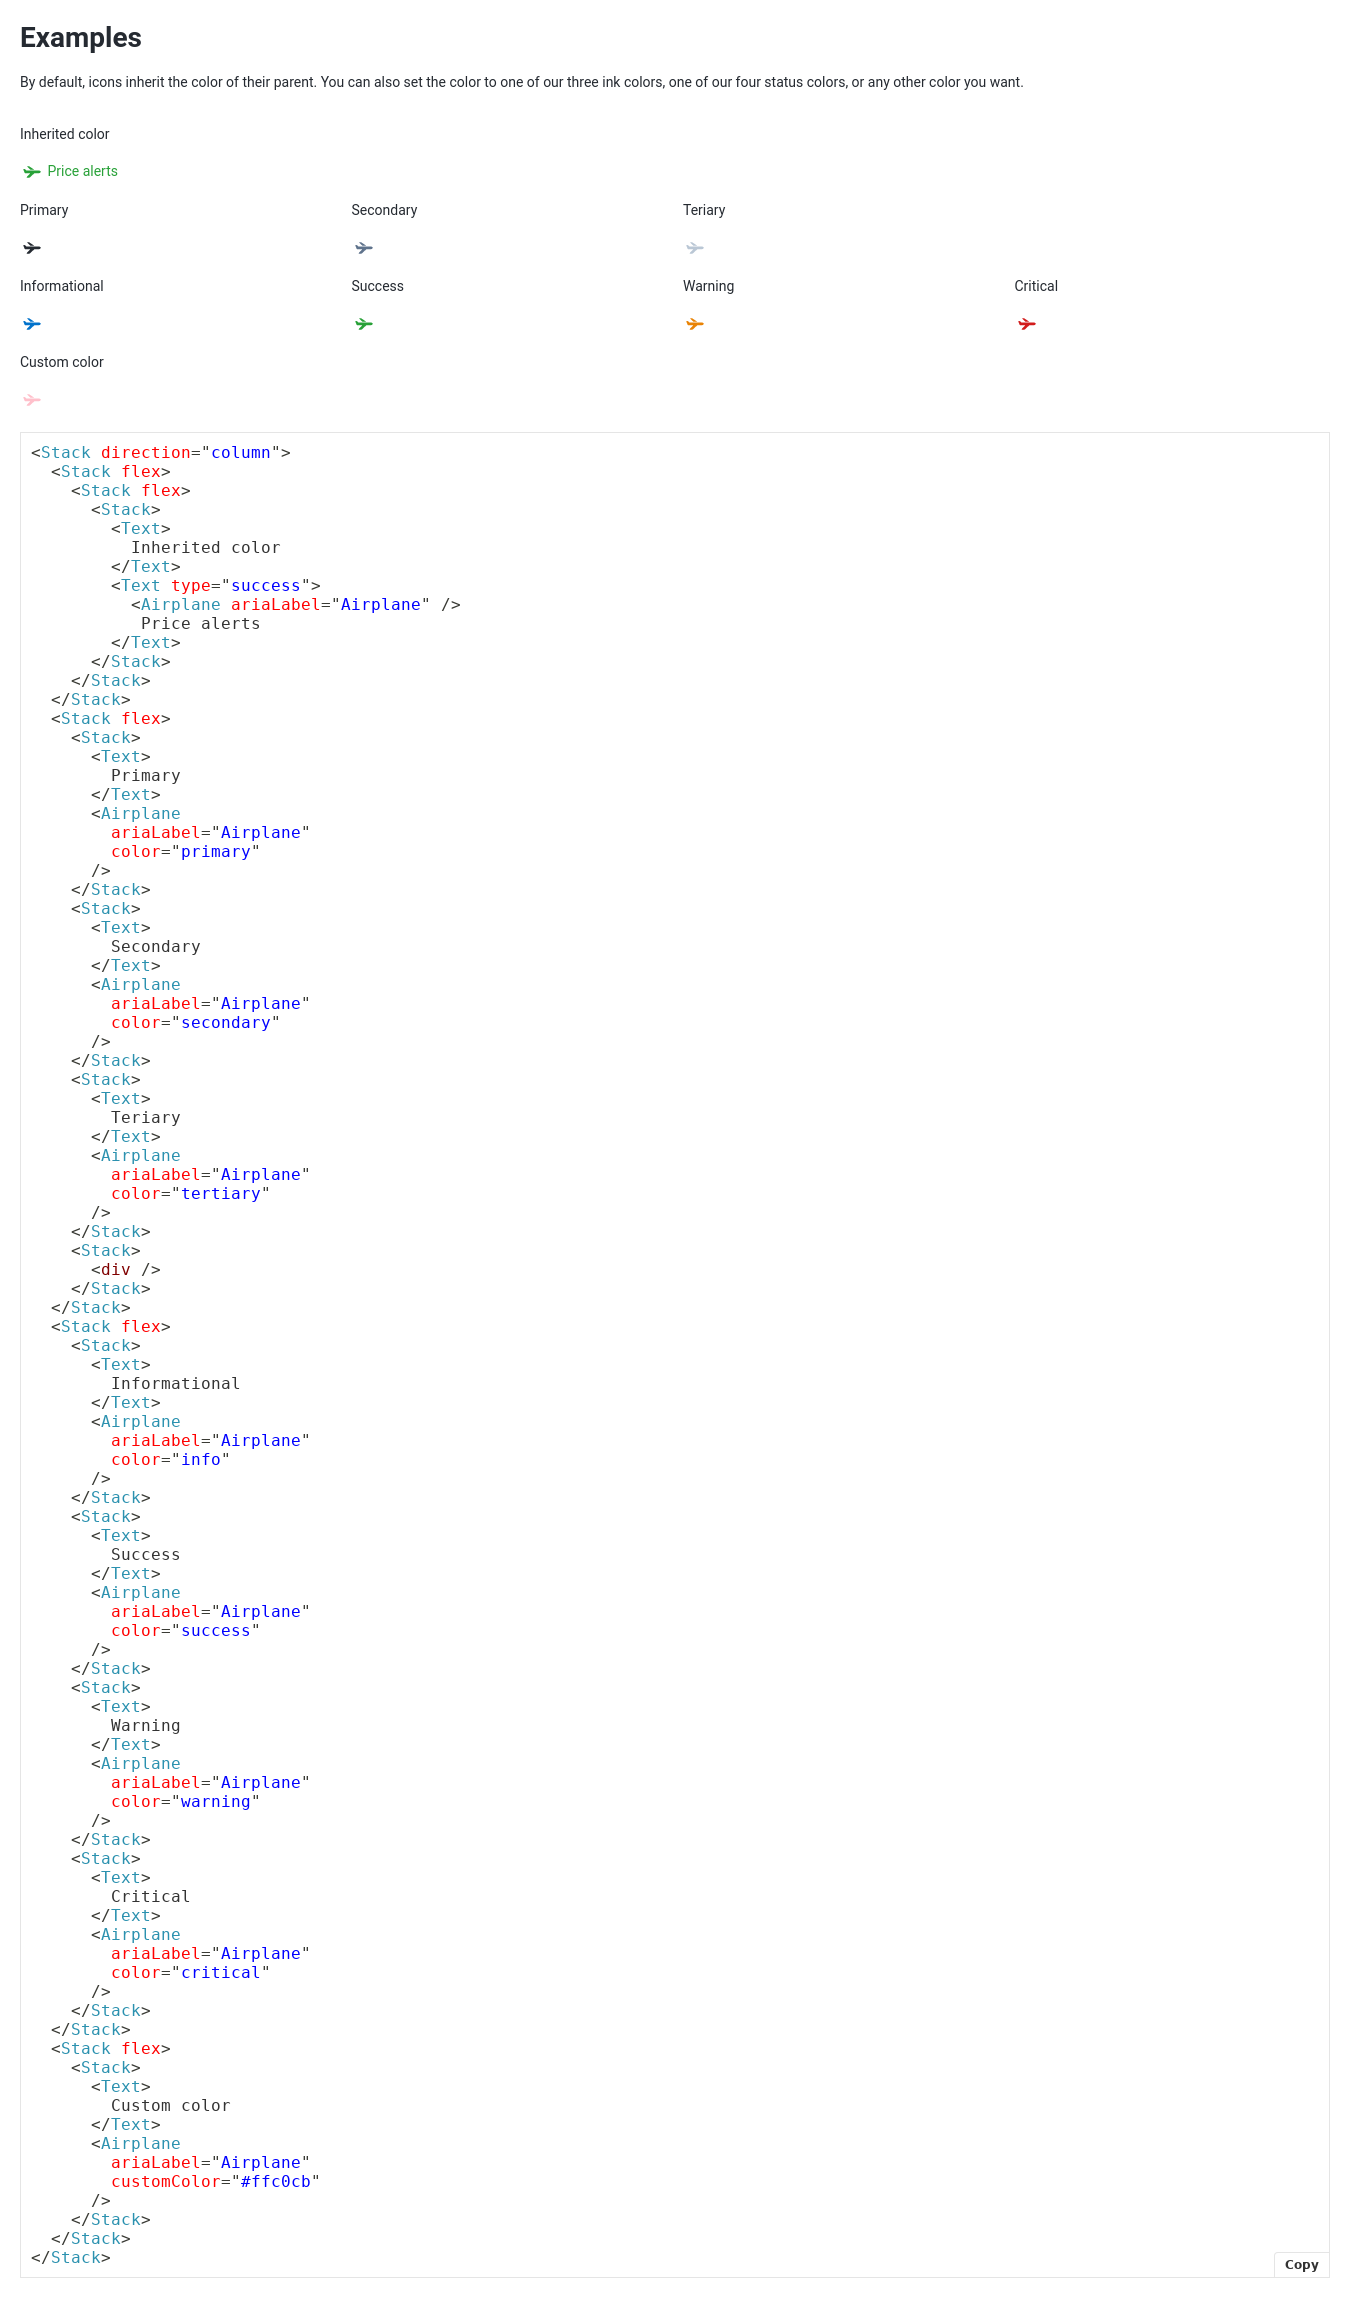 Examples
By default, icons inherit the color of their parent. You can also set the color to one of our three ink colors, one of our four status colors, or any other color you want.
Inherited color
Price alerts
Primary Secondary Teriary
Informational Success Warning Critical
Custom color
<Stack direction="column">
  <Stack flex>
    <Stack flex>
      <Stack>
        <Text>
          Inherited color
        </Text>
        <Text type="success">
          <Airplane ariaLabel="Airplane" />
           Price alerts
        </Text>
      </Stack>
    </Stack>
  </Stack>
  <Stack flex>
    <Stack>
      <Text>
        Primary
      </Text>
      <Airplane
        ariaLabel="Airplane"
        color="primary"
      />
    </Stack>
    <Stack>
      <Text>
        Secondary
      </Text>
      <Airplane
        ariaLabel="Airplane"
        color="secondary"
      />
    </Stack>
    <Stack>
      <Text>
        Teriary
      </Text>
      <Airplane
        ariaLabel="Airplane"
        color="tertiary"
      />
    </Stack>
    <Stack>
      <div />
    </Stack>
  </Stack>
  <Stack flex>
    <Stack>
      <Text>
        Informational
      </Text>
      <Airplane
        ariaLabel="Airplane"
        color="info"
      />
    </Stack>
    <Stack>
      <Text>
        Success
      </Text>
      <Airplane
        ariaLabel="Airplane"
        color="success"
      />
    </Stack>
    <Stack>
      <Text>
        Warning
      </Text>
      <Airplane
        ariaLabel="Airplane"
        color="warning"
      />
    </Stack>
    <Stack>
      <Text>
        Critical
      </Text>
      <Airplane
        ariaLabel="Airplane"
        color="critical"
      />
    </Stack>
  </Stack>
  <Stack flex>
    <Stack>
      <Text>
        Custom color
      </Text>
      <Airplane
        ariaLabel="Airplane"
        customColor="#ffc0cb"
      />
    </Stack>
  </Stack>
</Stack>
Copy